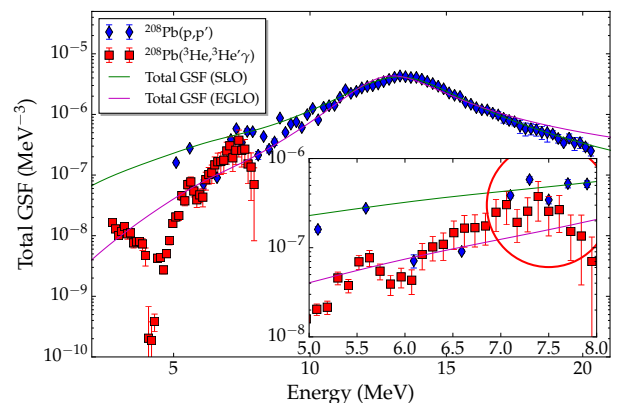 ²⁰⁸Pb(p,p′)
²⁰⁸Pb(³He,³He′γ)
Total GSF (SLO)
Total GSF (EGLO)
Total GSF (MeV⁻³)
10⁻⁵
10⁻⁶
10⁻⁷
10⁻⁸
10⁻⁹
10⁻¹⁰
10⁻⁶
10⁻⁷
10⁻⁸
5.0 5.5 6.0 6.5 7.0 7.5 8.0
5 10 15 20
Energy (MeV)